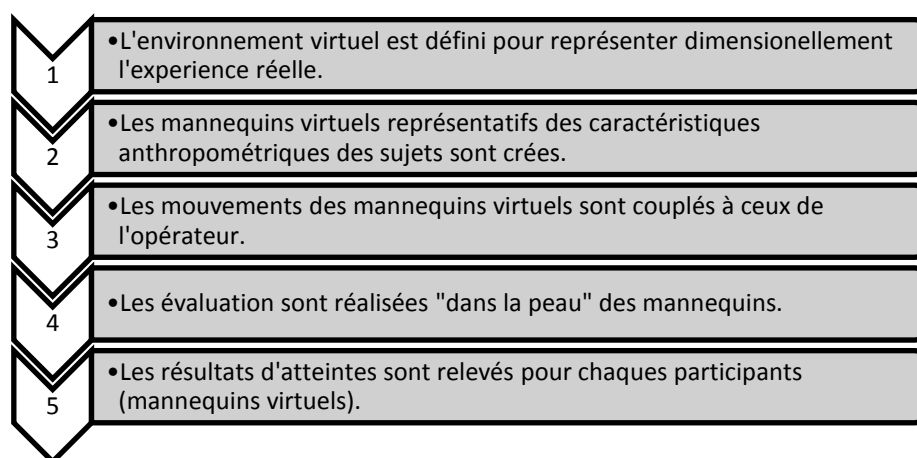 1
•L'environnement virtuel est défini pour représenter dimensionellement
l'experience réelle.
2
•Les mannequins virtuels représentatifs des caractéristiques
anthropométriques des sujets sont crées.
3
•Les mouvements des mannequins virtuels sont couplés à ceux de
l'opérateur.
4
•Les évaluation sont réalisées "dans la peau" des mannequins.
5
•Les résultats d'atteintes sont relevés pour chaques participants
(mannequins virtuels).